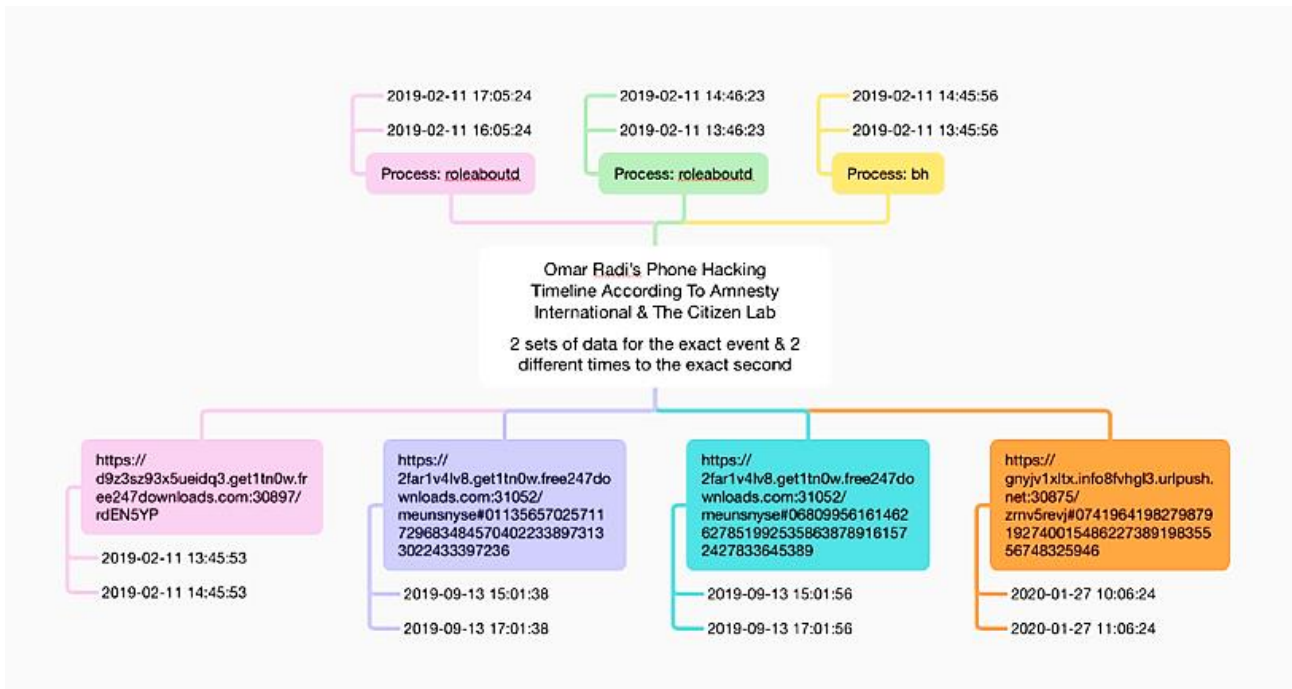 2019-02-11 17:05:24
2019-02-11 16:05:24
Process: roleaboutd
2019-02-11 14:46:23
2019-02-11 13:46:23
Process: roleaboutd
2019-02-11 14:45:56
2019-02-11 13:45:56
Process: bh
Omar Radi's Phone Hacking
Timeline According To Amnesty
International & The Citizen Lab
2 sets of data for the exact event & 2
different times to the exact second
https://
d9z3sz93x5ueidq3.get1tn0w.fr
ee247downloads.com:30897/
rdEN5YP
2019-02-11 13:45:53
2019-02-11 14:45:53
https://
2far1v4lv8.get1tn0w.free247do
wnloads.com:31052/
meunsnyse#01135657025711
729683484570402233897313
3022433397236
2019-09-13 15:01:38
2019-09-13 17:01:38
https://
2far1v4lv8.get1tn0w.free247do
wnloads.com:31052/
meunsnyse#06809956161462
6278519925358638789161 57
2427833645389
2019-09-13 15:01:56
2019-09-13 17:01:56
https://
gnyjv1xltx.info8fvhgl3.urlpush.
net:30875/
zrnv5revj#0741964198279879
1927400154862273891 98355
56748325946
2020-01-27 10:06:24
2020-01-27 11:06:24